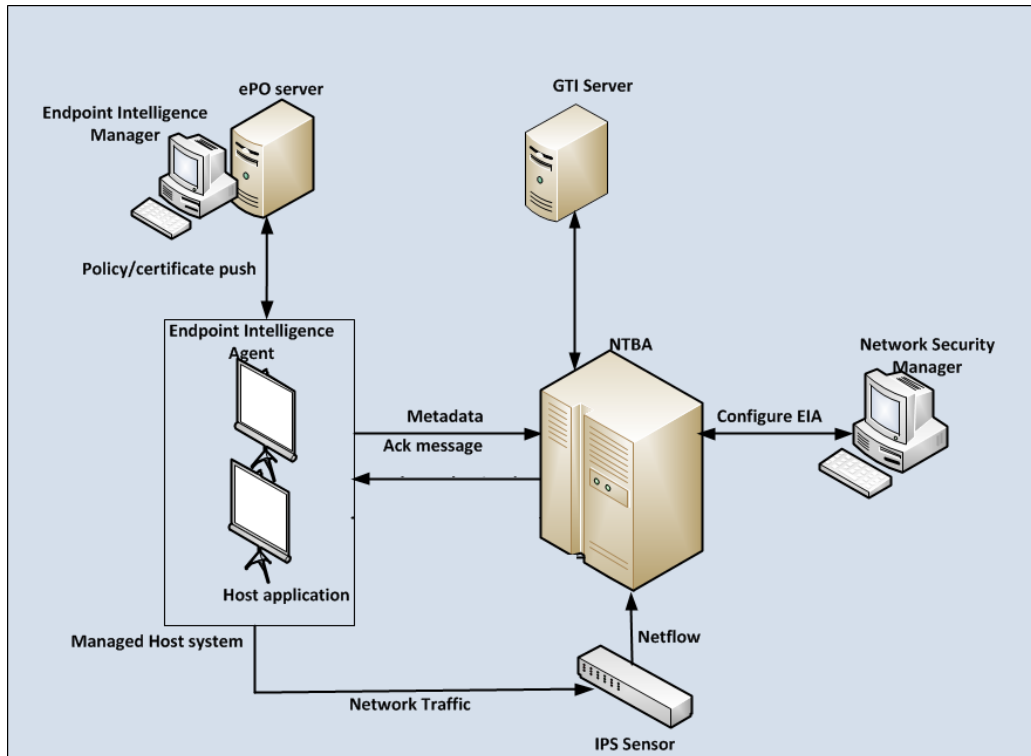 ePO server
GTI Server
Endpoint Intelligence
Manager
Policy/certificate push
Endpoint Intelligence
Agent
NTBA
Network Security
Manager
Metadata
Configure EIA
Ack message
Host application
Managed Host system
Netflow
Network Traffic
IPS Sensor